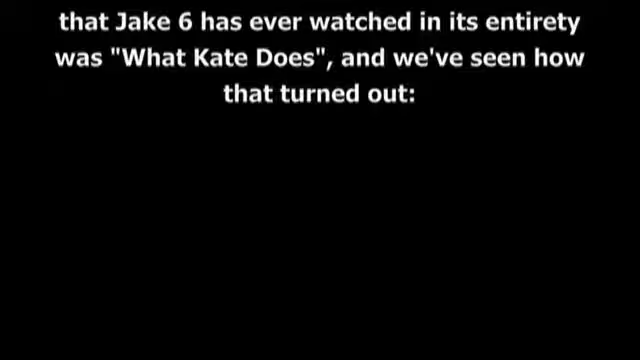 that Jake 6 has ever watched in its entirety
was "What Kate Does", and we've seen how
that turned out: